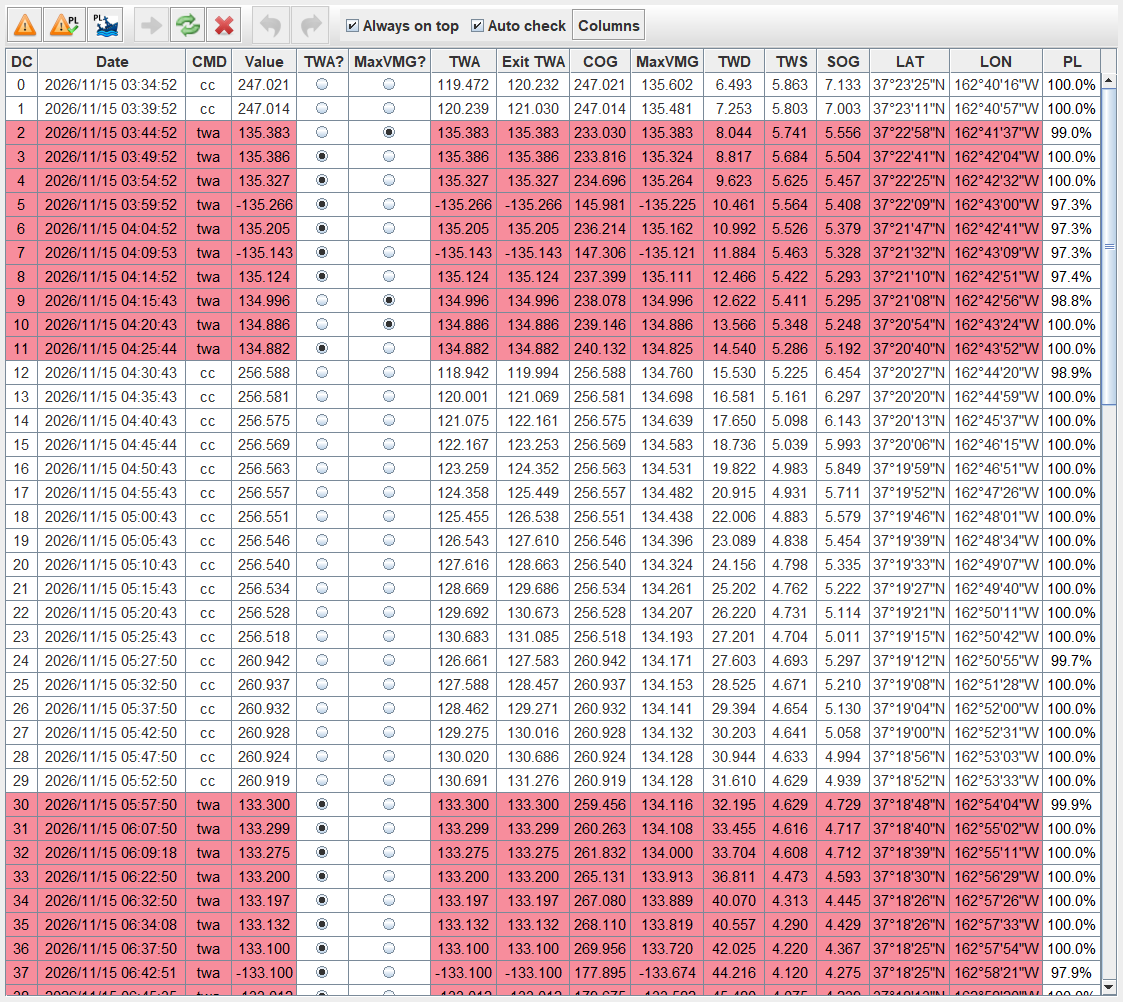 PL PL Always on top Auto check Columns
DC Date CMD Value TWA? MaxVMG? TWA Exit TWA COG MaxVMG TWD TWS SOG LAT LON PL
0 2026/11/15 03:34:52 cc 247.021 119.472 120.232 247.021 135.602 6.493 5.863 7.133 37°23'25"N 162°40'16"W 100.0%
1 2026/11/15 03:39:52 cc 247.014 120.239 121.030 247.014 135.481 7.253 5.803 7.003 37°23'11"N 162°40'57"W 100.0%
2 2026/11/15 03:44:52 twa 135.383 135.383 135.383 233.030 135.383 8.044 5.741 5.556 37°22'58"N 162°41'37"W 99.0%
3 2026/11/15 03:49:52 twa 135.386 135.386 135.386 233.816 135.324 8.817 5.684 5.504 37°22'41"N 162°42'04"W 100.0%
4 2026/11/15 03:54:52 twa 135.327 135.327 135.327 234.696 135.264 9.623 5.625 5.457 37°22'25"N 162°42'32"W 100.0%
5 2026/11/15 03:59:52 twa -135.266 -135.266 -135.266 145.981 -135.225 10.461 5.564 5.408 37°22'09"N 162°43'00"W 97.3%
6 2026/11/15 04:04:52 twa 135.205 135.205 135.205 236.214 135.162 10.992 5.526 5.379 37°21'47"N 162°42'41"W 97.3%
7 2026/11/15 04:09:53 twa -135.143 -135.143 -135.143 147.306 -135.121 11.884 5.463 5.328 37°21'32"N 162°43'09"W 97.3%
8 2026/11/15 04:14:52 twa 135.124 135.124 135.124 237.399 135.111 12.466 5.422 5.293 37°21'10"N 162°42'51"W 97.4%
9 2026/11/15 04:15:43 twa 134.996 134.996 134.996 238.078 134.996 12.622 5.411 5.295 37°21'08"N 162°42'56"W 98.8%
10 2026/11/15 04:20:43 twa 134.886 134.886 134.886 239.146 134.886 13.566 5.348 5.248 37°20'54"N 162°43'24"W 100.0%
11 2026/11/15 04:25:44 twa 134.882 134.882 134.882 240.132 134.825 14.540 5.286 5.192 37°20'40"N 162°43'52"W 100.0%
12 2026/11/15 04:30:43 cc 256.588 118.942 119.994 256.588 134.760 15.530 5.225 6.454 37°20'27"N 162°44'20"W 98.9%
13 2026/11/15 04:35:43 cc 256.581 120.001 121.069 256.581 134.698 16.581 5.161 6.297 37°20'20"N 162°44'59"W 100.0%
14 2026/11/15 04:40:43 cc 256.575 121.075 122.161 256.575 134.639 17.650 5.098 6.143 37°20'13"N 162°45'37"W 100.0%
15 2026/11/15 04:45:44 cc 256.569 122.167 123.253 256.569 134.583 18.736 5.039 5.993 37°20'06"N 162°46'15"W 100.0%
16 2026/11/15 04:50:43 cc 256.563 123.259 124.352 256.563 134.531 19.822 4.983 5.849 37°19'59"N 162°46'51"W 100.0%
17 2026/11/15 04:55:43 cc 256.557 124.358 125.449 256.557 134.482 20.915 4.931 5.711 37°19'52"N 162°47'26"W 100.0%
18 2026/11/15 05:00:43 cc 256.551 125.455 126.538 256.551 134.438 22.006 4.883 5.579 37°19'46"N 162°48'01"W 100.0%
19 2026/11/15 05:05:43 cc 256.546 126.543 127.610 256.546 134.396 23.089 4.838 5.454 37°19'39"N 162°48'34"W 100.0%
20 2026/11/15 05:10:43 cc 256.540 127.616 128.663 256.540 134.324 24.156 4.798 5.335 37°19'33"N 162°49'07"W 100.0%
21 2026/11/15 05:15:43 cc 256.534 128.669 129.686 256.534 134.261 25.202 4.762 5.222 37°19'27"N 162°49'40"W 100.0%
22 2026/11/15 05:20:43 cc 256.528 129.692 130.673 256.528 134.207 26.220 4.731 5.114 37°19'21"N 162°50'11"W 100.0%
23 2026/11/15 05:25:43 cc 256.518 130.683 131.085 256.518 134.193 27.201 4.704 5.011 37°19'15"N 162°50'42"W 100.0%
24 2026/11/15 05:27:50 cc 260.942 126.661 127.583 260.942 134.171 27.603 4.693 5.297 37°19'12"N 162°50'55"W 99.7%
25 2026/11/15 05:32:50 cc 260.937 127.588 128.457 260.937 134.153 28.525 4.671 5.210 37°19'08"N 162°51'28"W 100.0%
26 2026/11/15 05:37:50 cc 260.932 128.462 129.271 260.932 134.141 29.394 4.654 5.130 37°19'04"N 162°52'00"W 100.0%
27 2026/11/15 05:42:50 cc 260.928 129.275 130.016 260.928 134.132 30.203 4.641 5.058 37°19'00"N 162°52'31"W 100.0%
28 2026/11/15 05:47:50 cc 260.924 130.020 130.686 260.924 134.128 30.944 4.633 4.994 37°18'56"N 162°53'03"W 100.0%
29 2026/11/15 05:52:50 cc 260.919 130.691 131.276 260.919 134.128 31.610 4.629 4.939 37°18'52"N 162°53'33"W 100.0%
30 2026/11/15 05:57:50 twa 133.300 133.300 133.300 259.456 134.116 32.195 4.629 4.729 37°18'48"N 162°54'04"W 99.9%
31 2026/11/15 06:07:50 twa 133.299 133.299 133.299 260.263 134.108 33.455 4.616 4.717 37°18'40"N 162°55'02"W 100.0%
32 2026/11/15 06:09:18 twa 133.275 133.275 133.275 261.832 134.000 33.704 4.608 4.712 37°18'39"N 162°55'11"W 100.0%
33 2026/11/15 06:22:50 twa 133.200 133.200 133.200 265.131 133.913 36.811 4.473 4.593 37°18'30"N 162°56'29"W 100.0%
34 2026/11/15 06:32:50 twa 133.197 133.197 133.197 267.080 133.889 40.070 4.313 4.445 37°18'26"N 162°57'26"W 100.0%
35 2026/11/15 06:34:08 twa 133.132 133.132 133.132 268.110 133.819 40.557 4.290 4.429 37°18'26"N 162°57'33"W 100.0%
36 2026/11/15 06:37:50 twa 133.100 133.100 133.100 269.956 133.720 42.025 4.220 4.367 37°18'25"N 162°57'54"W 100.0%
37 2026/11/15 06:42:51 twa -133.100 -133.100 -133.100 177.895 -133.674 44.216 4.120 4.275 37°18'25"N 162°58'21"W 97.9%